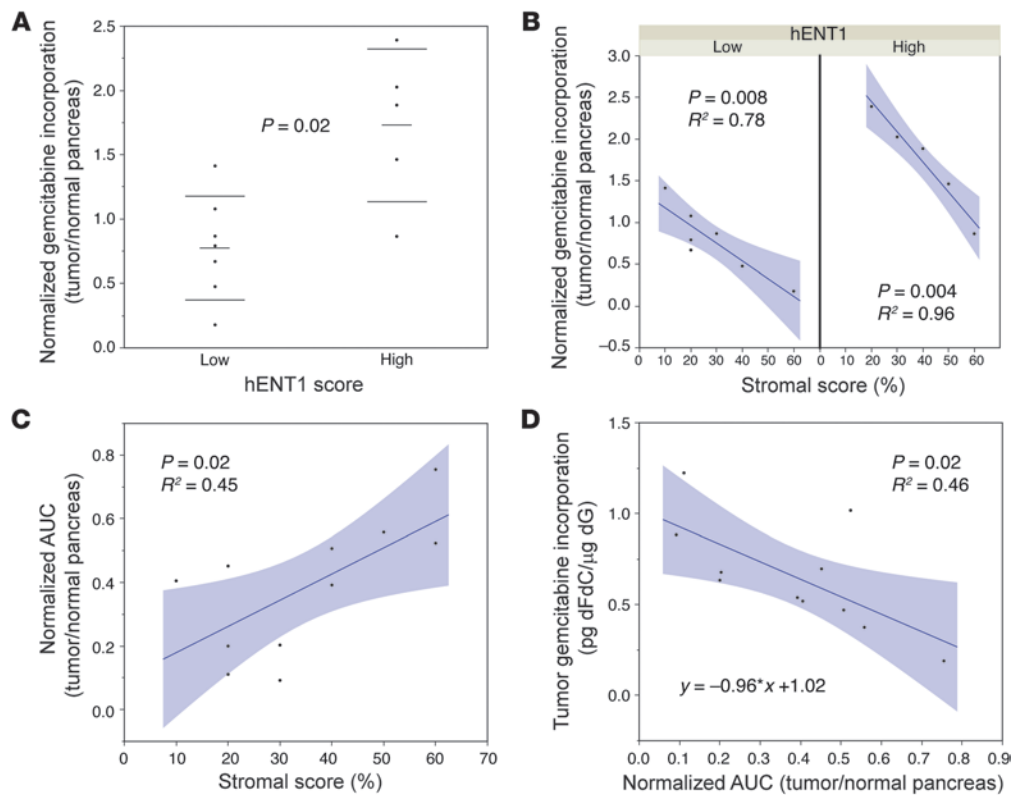 A
Normalized gemcitabine incorporation
(tumor/normal pancreas)
2.5
2.0
1.5
1.0
0.5
0.0
P = 0.02
Low
High
hENT1 score
B
hENT1
Low
High
Normalized gemcitabine incorporation
(tumor/normal pancreas)
3.0
2.5
2.0
1.5
1.0
0.5
0.0
–0.5
P = 0.008
R² = 0.78
P = 0.004
R² = 0.96
0 10 20 30 40 50 60 0 10 20 30 40 50 60
Stromal score (%)
C
Normalized AUC
(tumor/normal pancreas)
0.8
0.6
0.4
0.2
0.0
P = 0.02
R² = 0.45
0 10 20 30 40 50 60 70
Stromal score (%)
D
Tumor gemcitabine incorporation
(pg dFdC/μg dG)
1.5
1.0
0.5
0.0
P = 0.02
R² = 0.46
y = –0.96*x +1.02
0.0 0.1 0.2 0.3 0.4 0.5 0.6 0.7 0.8 0.9
Normalized AUC (tumor/normal pancreas)